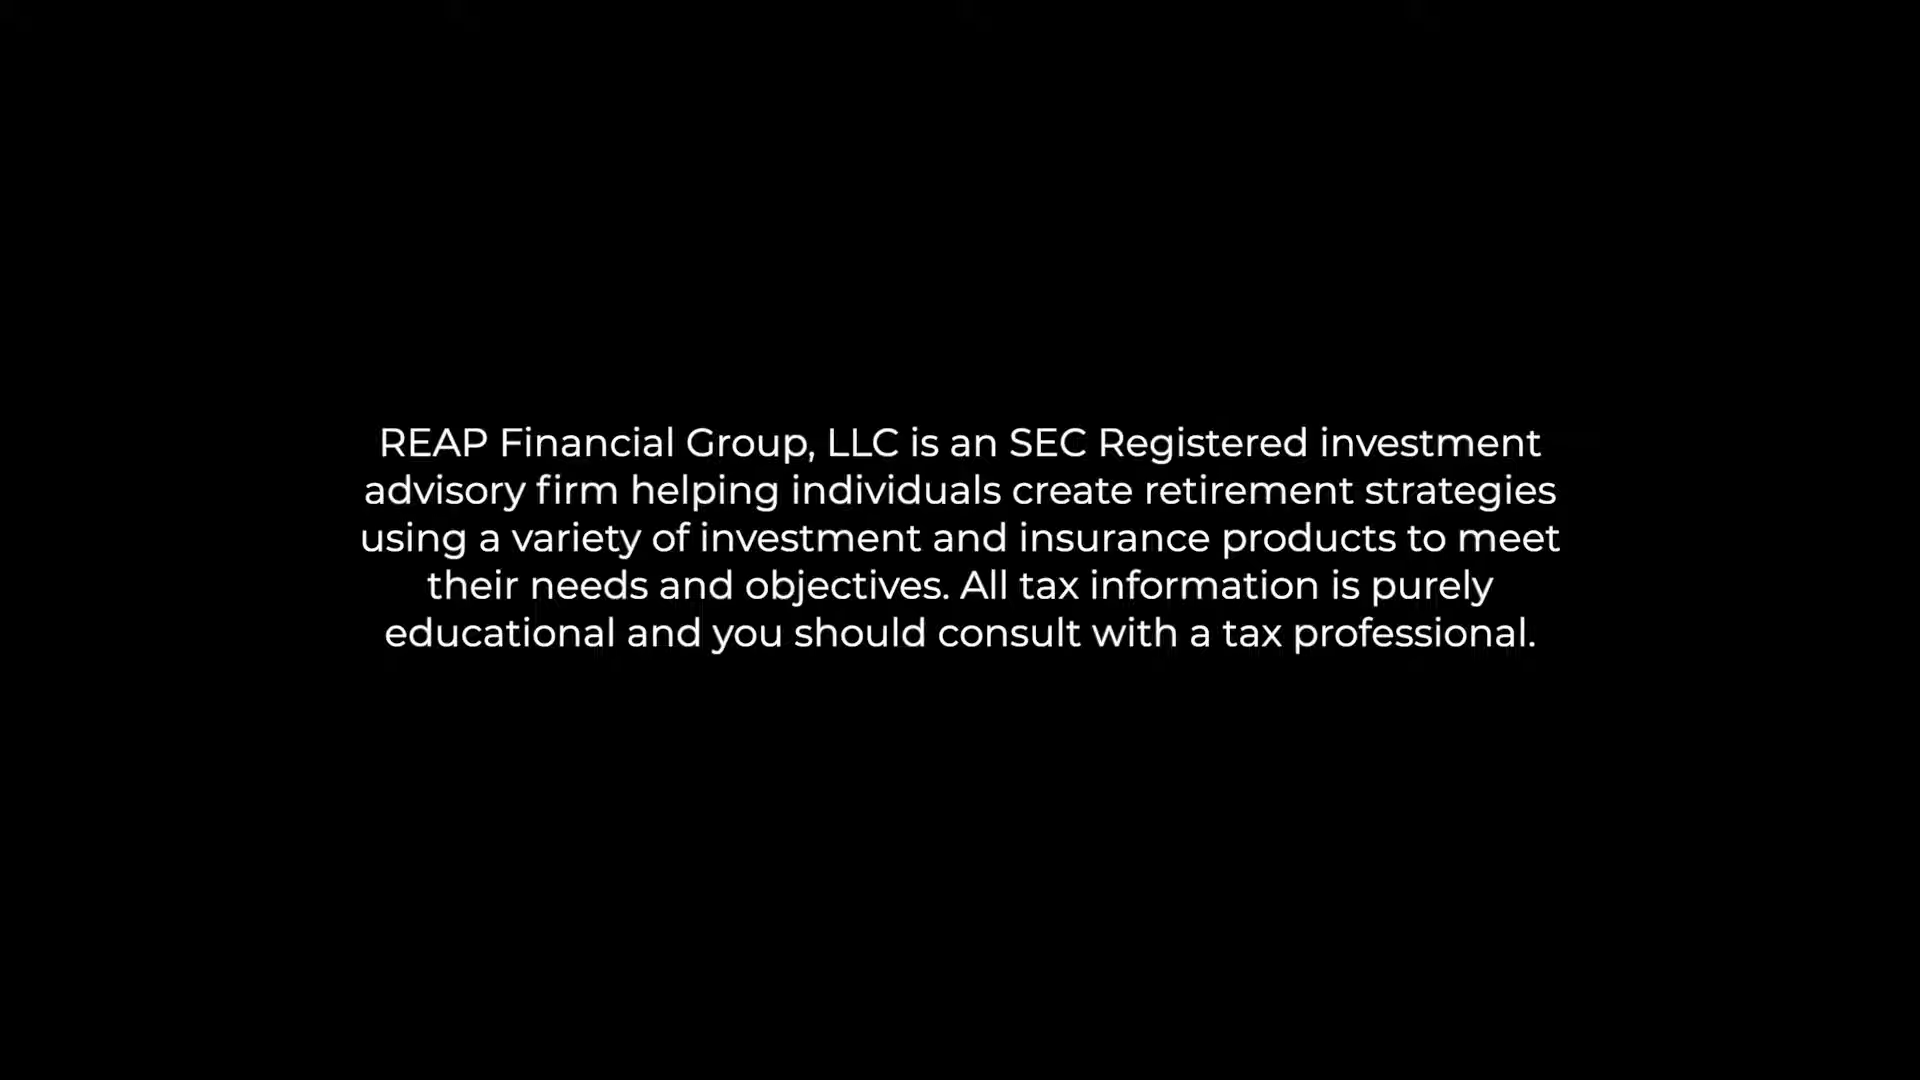 REAP Financial Group, LLC is an SEC Registered investment
advisory firm helping individuals create retirement strategies
using a variety of investment and insurance products to meet
their needs and objectives. All tax information is purely
educational and you should consult with a tax professional.